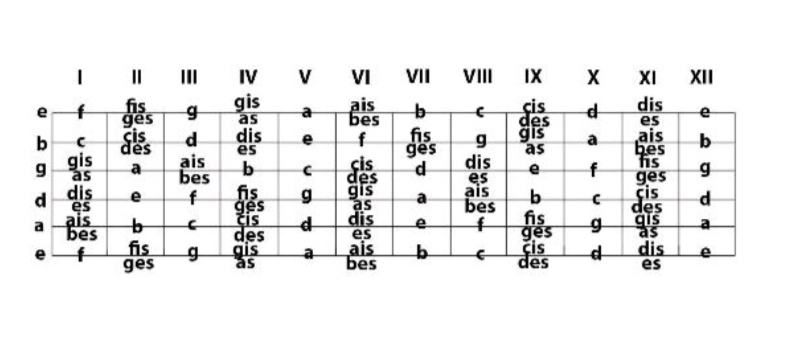 I II III IV V VI VII VIII IX X XI XII
e f fis ges g gis as a ais bes b c cis des d dis es e
b c cis des d dis es e f fis ges g gis as a ais bes b
g gis as a ais bes b c cis des d dis es e f fis ges g
d dis es e f fis ges g gis as a ais bes b c cis des d
a ais bes b c cis des d dis es e f fis ges g gis as a
e f fis ges g gis as a ais bes b c cis des d dis es e